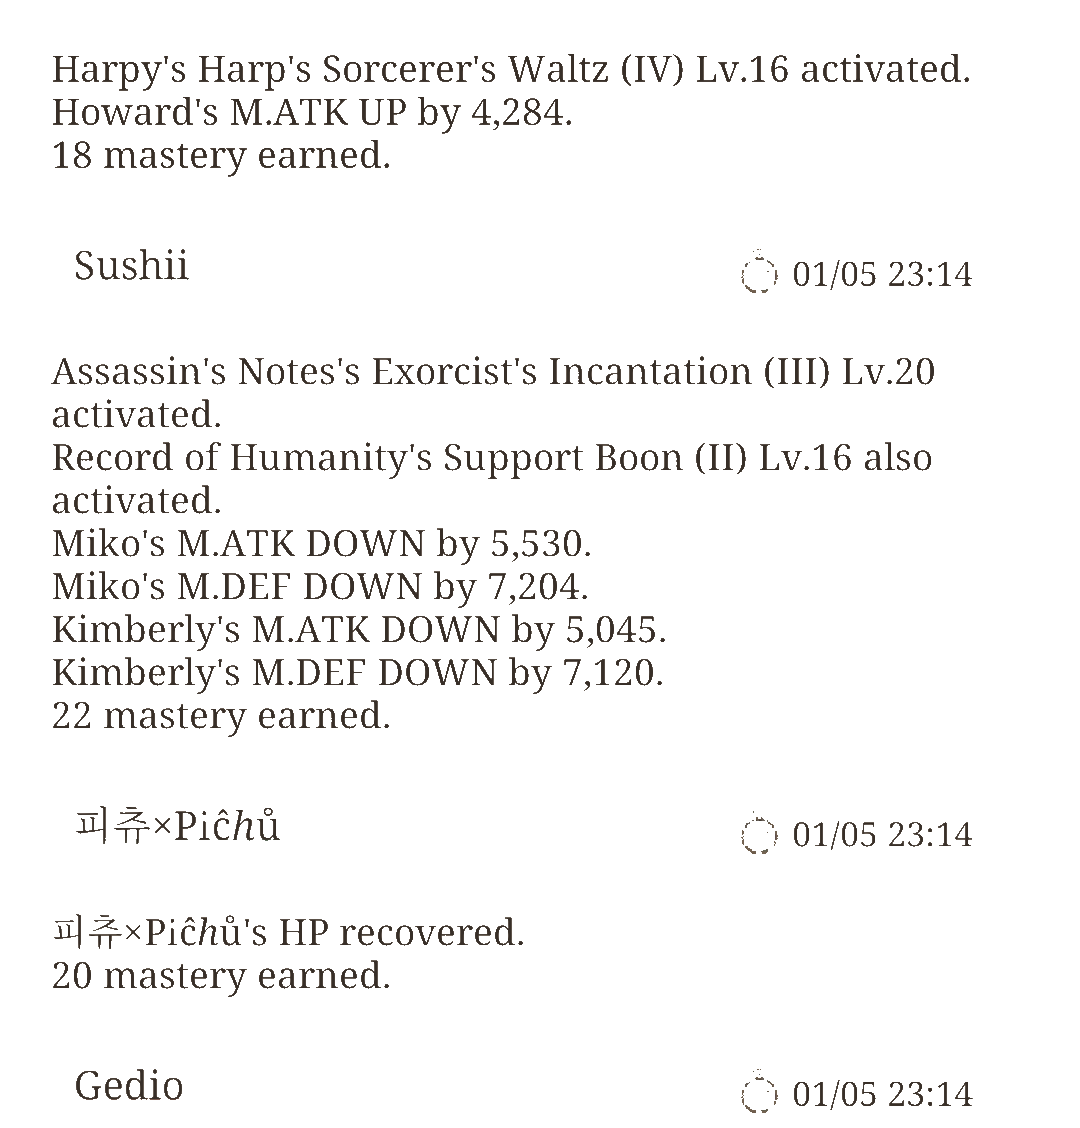 Harpy's Harp's Sorcerer's Waltz (IV) Lv.16 activated.
Howard's M.ATK UP by 4,284.
18 mastery earned.
Sushii
01/05 23:14
Assassin's Notes's Exorcist's Incantation (III) Lv.20
activated.
Record of Humanity's Support Boon (II) Lv.16 also
activated.
Miko's M.ATK DOWN by 5,530.
Miko's M.DEF DOWN by 7,204.
Kimberly's M.ATK DOWN by 5,045.
Kimberly's M.DEF DOWN by 7,120.
22 mastery earned.
피츄×Piĉℎů
01/05 23:14
피츄×Piĉℎů's HP recovered.
20 mastery earned.
Gedio
01/05 23:14